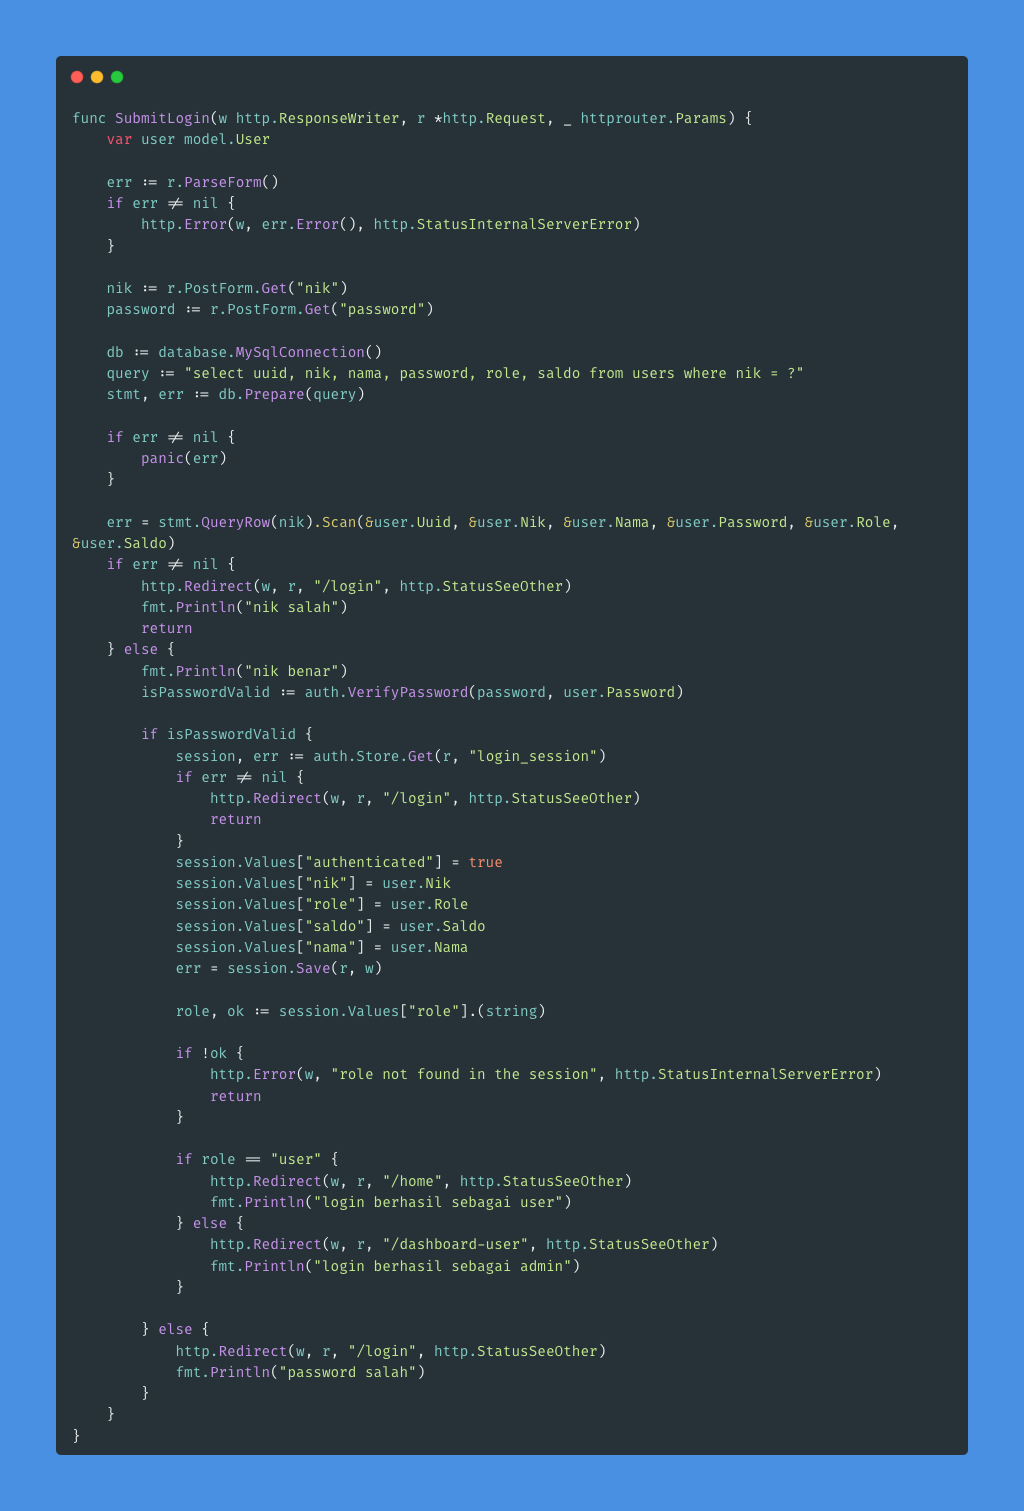 func SubmitLogin(w http.ResponseWriter, r *http.Request, _ httprouter.Params) {
    var user model.User

    err := r.ParseForm()
    if err != nil {
        http.Error(w, err.Error(), http.StatusInternalServerError)
    }

    nik := r.PostForm.Get("nik")
    password := r.PostForm.Get("password")

    db := database.MySqlConnection()
    query := "select uuid, nik, nama, password, role, saldo from users where nik = ?"
    stmt, err := db.Prepare(query)

    if err != nil {
        panic(err)
    }

    err = stmt.QueryRow(nik).Scan(&user.Uuid, &user.Nik, &user.Nama, &user.Password, &user.Role,
&user.Saldo)
    if err != nil {
        http.Redirect(w, r, "/login", http.StatusSeeOther)
        fmt.Println("nik salah")
        return
    } else {
        fmt.Println("nik benar")
        isPasswordValid := auth.VerifyPassword(password, user.Password)

        if isPasswordValid {
            session, err := auth.Store.Get(r, "login_session")
            if err != nil {
                http.Redirect(w, r, "/login", http.StatusSeeOther)
                return
            }
            session.Values["authenticated"] = true
            session.Values["nik"] = user.Nik
            session.Values["role"] = user.Role
            session.Values["saldo"] = user.Saldo
            session.Values["nama"] = user.Nama
            err = session.Save(r, w)

            role, ok := session.Values["role"].(string)

            if !ok {
                http.Error(w, "role not found in the session", http.StatusInternalServerError)
                return
            }

            if role == "user" {
                http.Redirect(w, r, "/home", http.StatusSeeOther)
                fmt.Println("login berhasil sebagai user")
            } else {
                http.Redirect(w, r, "/dashboard-user", http.StatusSeeOther)
                fmt.Println("login berhasil sebagai admin")
            }

        } else {
            http.Redirect(w, r, "/login", http.StatusSeeOther)
            fmt.Println("password salah")
        }
    }
}